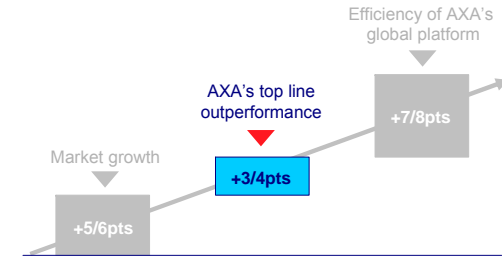 Efficiency of AXA's
global platform
AXA's top line
outperformance
+7/8pts
Market growth
+3/4pts
+5/6pts